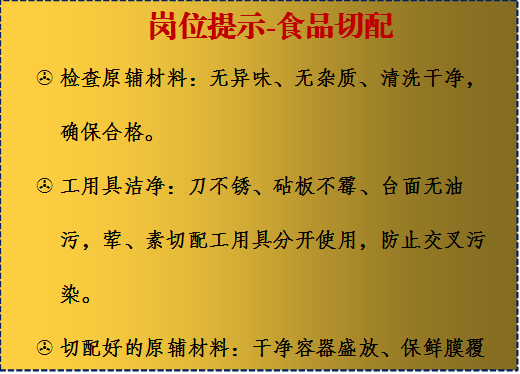 岗位提示-食品切配
✇ 检查原辅材料：无异味、无杂质、清洗干净，
确保合格。
✇ 工用具洁净：刀不锈、砧板不霉、台面无油
污，荤、素切配工用具分开使用，防止交叉污
染。
✇ 切配好的原辅材料：干净容器盛放、保鲜膜覆